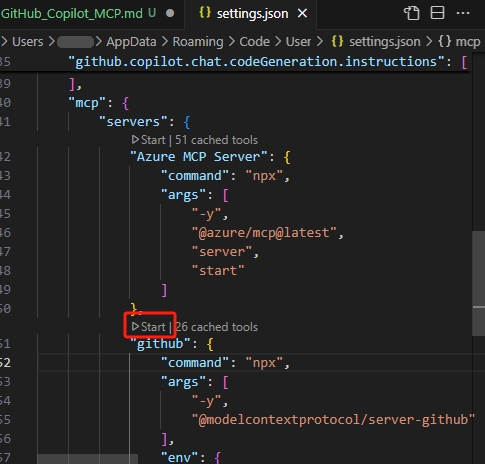 GitHub_Copilot_MCP.md U ● settings.json ×
> Users > > AppData > Roaming > Code > User > {} settings.json > {} mcp
35 "github.copilot.chat.codeGeneration.instructions": [
39 ],
40 "mcp": {
41 "servers": {
▷Start | 51 cached tools
42 "Azure MCP Server": {
43 "command": "npx",
44 "args": [
45 "-y",
46 "@azure/mcp@latest",
47 "server",
48 "start"
49 ]
50 },
▷Start | 26 cached tools
51 "github": {
52 "command": "npx",
53 "args": [
54 "-y",
55 "@modelcontextprotocol/server-github"
56 ],
57 "env": {